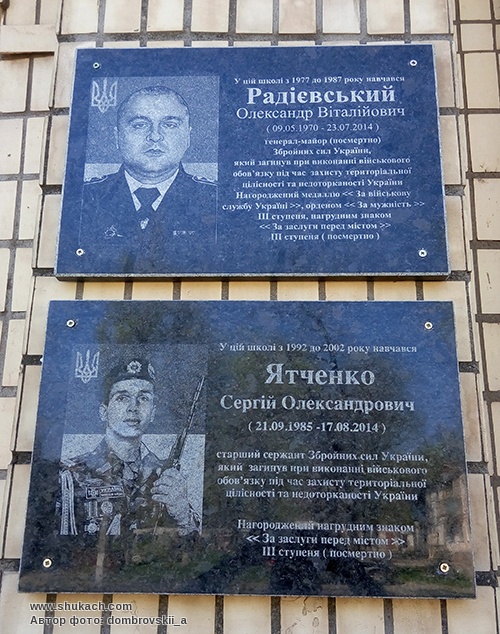 У цій школі з 1977 до 1987 року навчався
Радієвський
Олександр Віталійович
( 09.05.1970 - 23.07.2014 )
генерал-майор (посмертно)
Збройних сил України,
який загинув при виконанні військового
обов'язку під час захисту територіальної
цілісності та недоторканості України
Нагороджений медаллю << За військову
службу Україні >>, орденом << За мужність >>
ІІІ ступеня, нагрудним знаком
<< За заслуги перед містом >>
ІІІ ступеня ( посмертно )
У цій школі з 1992 до 2002 року навчався
Ятченко
Сергій Олександрович
( 21.09.1985 -17.08.2014 )
старший сержант Збройних сил України,
який загинув при виконанні військового
обов'язку під час захисту територіальної
цілісності та недоторканості України
Нагородження нагрудним знаком
<< За заслуги перед містом >>
ІІІ ступеня ( посмертно )
www.shukach.com
Автор фото: dombrovskii_a